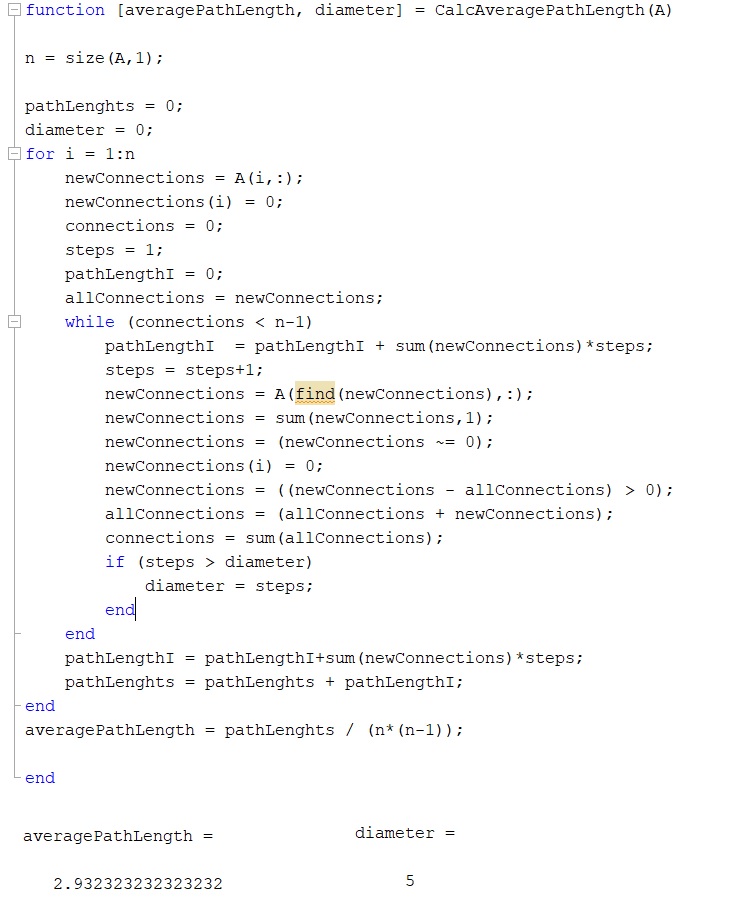 function [averagePathLength, diameter] = CalcAveragePathLength(A)
n = size(A,1);
pathLenghts = 0;
diameter = 0;
for i = 1:n
newConnections = A(i,:);
newConnections(i) = 0;
connections = 0;
steps = 1;
pathLengthI = 0;
allConnections = newConnections;
while (connections < n-1)
pathLengthI  = pathLengthI + sum(newConnections)*steps;
steps = steps+1;
newConnections = A(find(newConnections),:);
newConnections = sum(newConnections,1);
newConnections = (newConnections ~= 0);
newConnections(i) = 0;
newConnections = ((newConnections - allConnections) > 0);
allConnections = (allConnections + newConnections);
connections = sum(allConnections);
if (steps > diameter)
diameter = steps;
end
end
pathLengthI = pathLengthI+sum(newConnections)*steps;
pathLenghts = pathLenghts + pathLengthI;
end
averagePathLength = pathLenghts / (n*(n-1));
end
averagePathLength =
2.932323232323232
diameter =
5